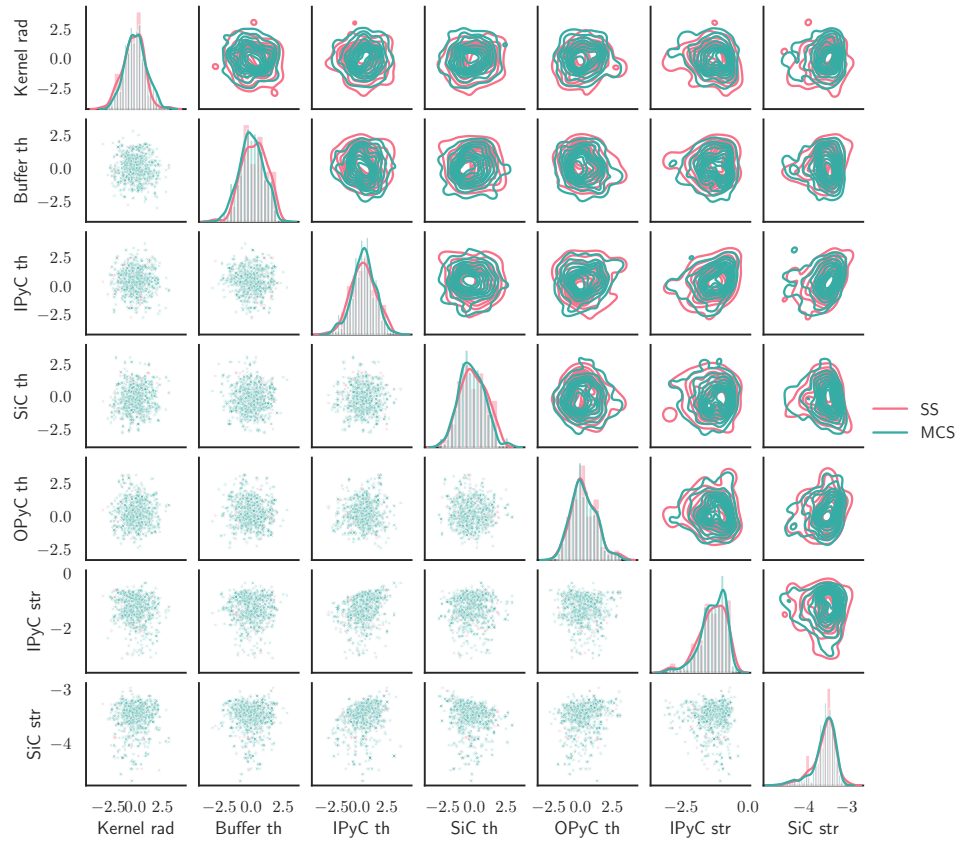 Kernel rad
2.5
0.0
−2.5
Buffer th
2.5
0.0
−2.5
IPyC th
2.5
0.0
−2.5
SiC th
2.5
0.0
−2.5
SS
MCS
OPyC th
2.5
0.0
−2.5
IPyC str
0
−2
SiC str
−3
−4
−2.5 0.0 2.5
−2.5 0.0 2.5
−2.5 0.0 2.5
−2.5 0.0 2.5
−2.5 0.0 2.5
−2.5 0.0
−4 −3
Kernel rad
Buffer th
IPyC th
SiC th
OPyC th
IPyC str
SiC str